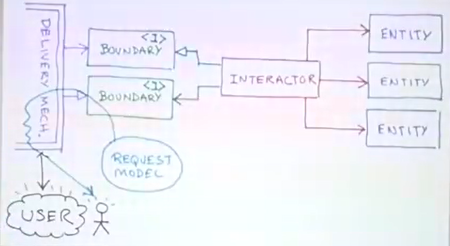 DELIVERY MECH.
<I>
BOUNDARY
<I>
BOUNDARY
INTERACTOR
ENTITY
ENTITY
ENTITY
REQUEST
MODEL
USER